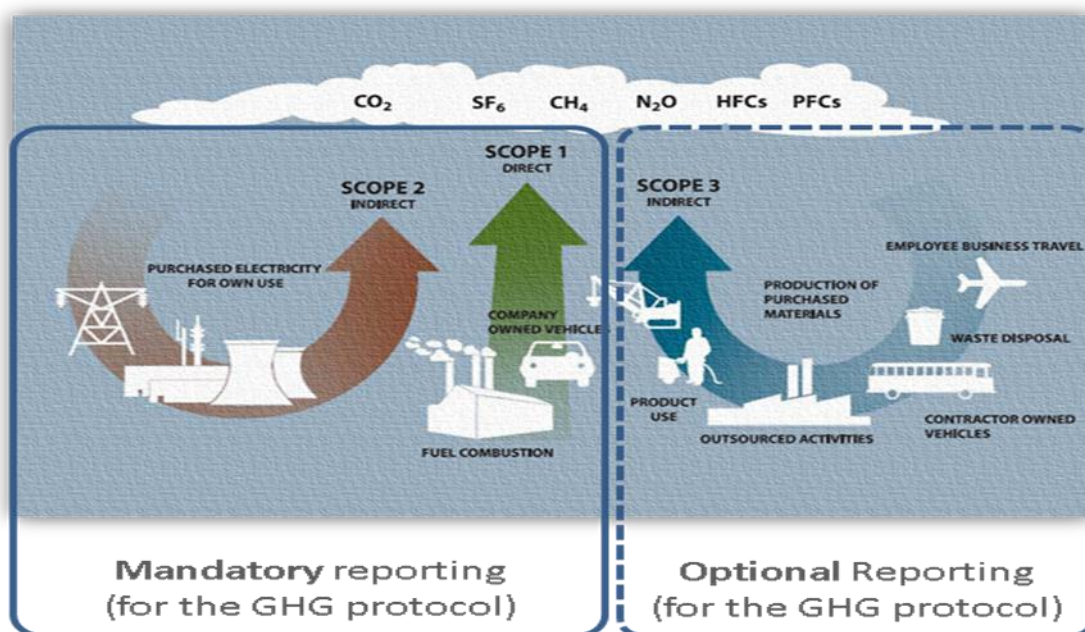 CO₂ SF₆ CH₄ N₂O HFCs PFCs
SCOPE 1
DIRECT
SCOPE 2
INDIRECT
PURCHASED ELECTRICITY
FOR OWN USE
COMPANY
OWNED VEHICLES
FUEL COMBUSTION
SCOPE 3
INDIRECT
EMPLOYEE BUSINESS TRAVEL
PRODUCTION OF
PURCHASED
MATERIALS
WASTE DISPOSAL
PRODUCT
USE
OUTSOURCED ACTIVITIES
CONTRACTOR OWNED
VEHICLES
Mandatory reporting
(for the GHG protocol)
Optional Reporting
(for the GHG protocol)